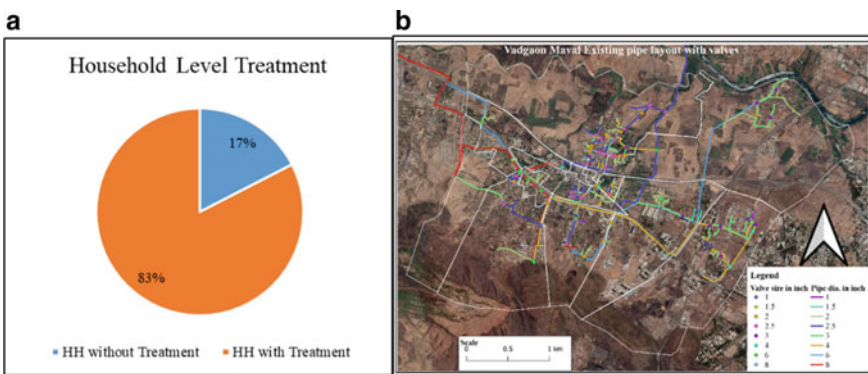 a
Household Level Treatment
17%
83%
HH without Treatment
HH with Treatment
b
Vadgaon Maval Existing pipe layout with valves
Legend
Valve size in inch Pipe dia. in inch
1 1
1.5 1.5
2 2
2.5 2.5
3 3
4 4
6 6
8 8
Scale
0 0.5 1 km